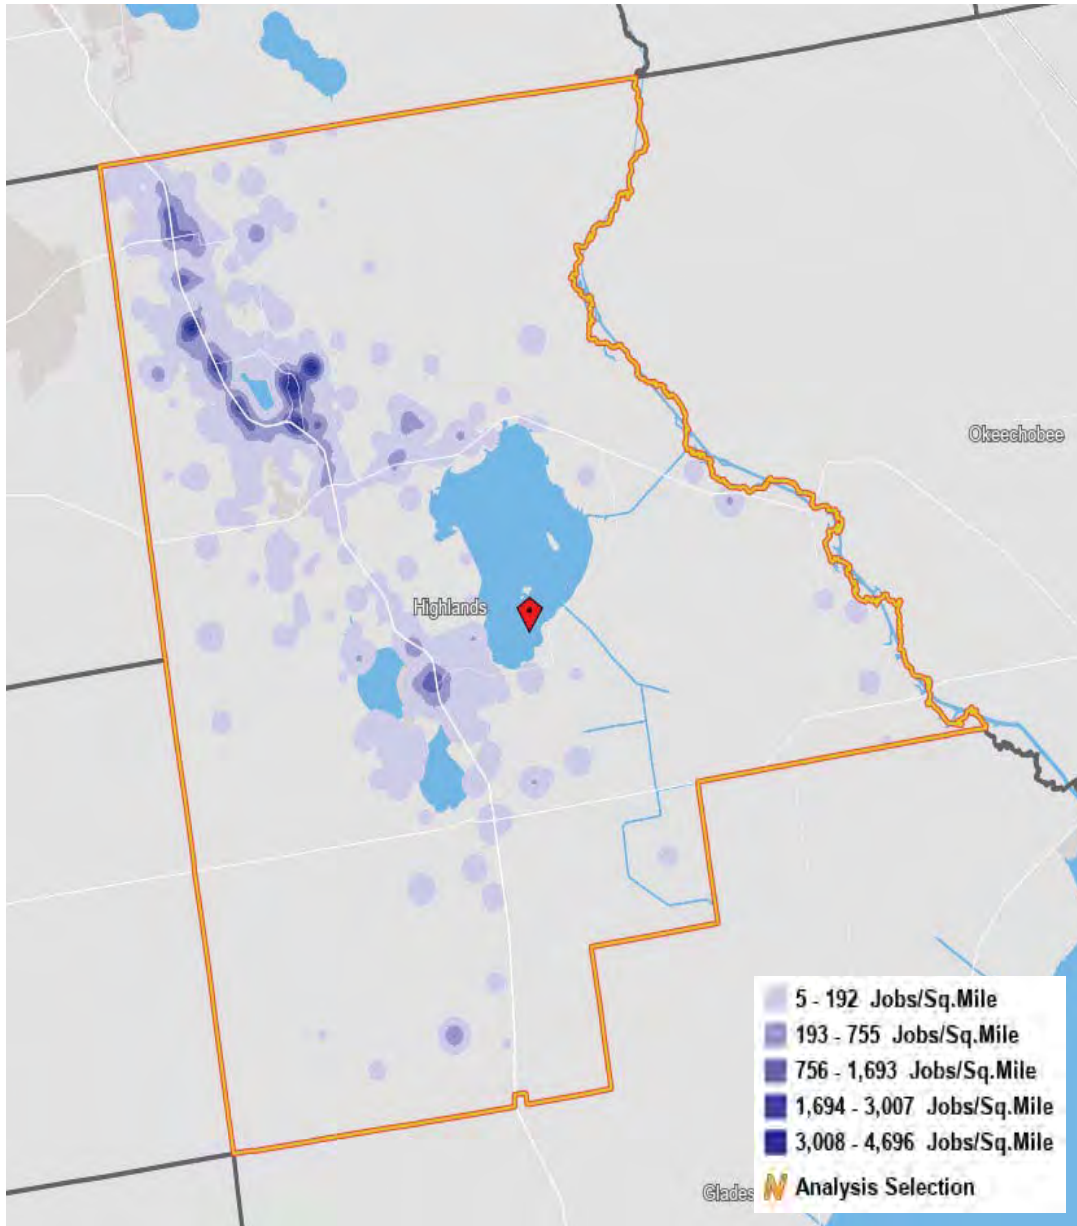 Okeechobee
Highlands
5 - 192 Jobs/Sq.Mile
193 - 755 Jobs/Sq.Mile
756 - 1,693 Jobs/Sq.Mile
1,694 - 3,007 Jobs/Sq.Mile
3,008 - 4,696 Jobs/Sq.Mile
Analysis Selection
Glades